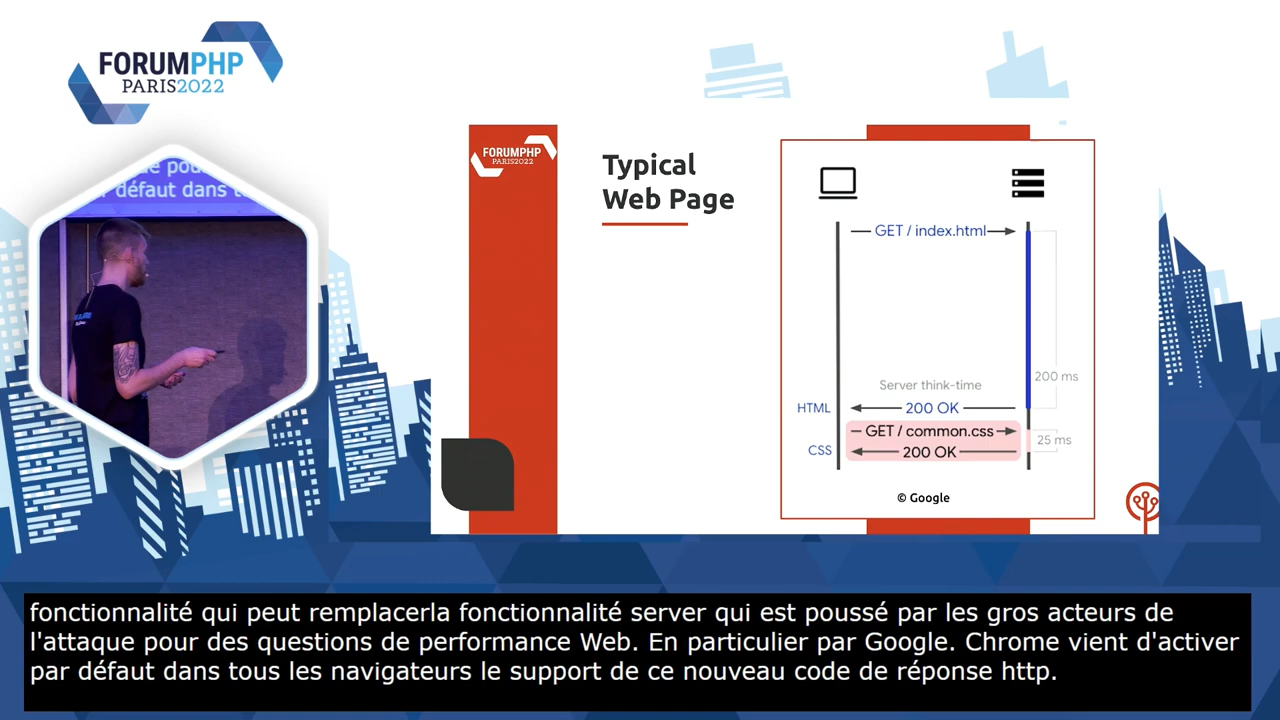 FORUMPHP
PARIS2022
défaut dans
FORUMPHP
PARIS2022
Typical
Web Page
GET / index.html
Server think-time
200 ms
HTML
200 OK
GET / common.css
25 ms
CSS
200 OK
© Google
fonctionnalité qui peut remplacerla fonctionnalité server qui est poussé par les gros acteurs de
l'attaque pour des questions de performance Web. En particulier par Google. Chrome vient d'activer
par défaut dans tous les navigateurs le support de ce nouveau code de réponse http.